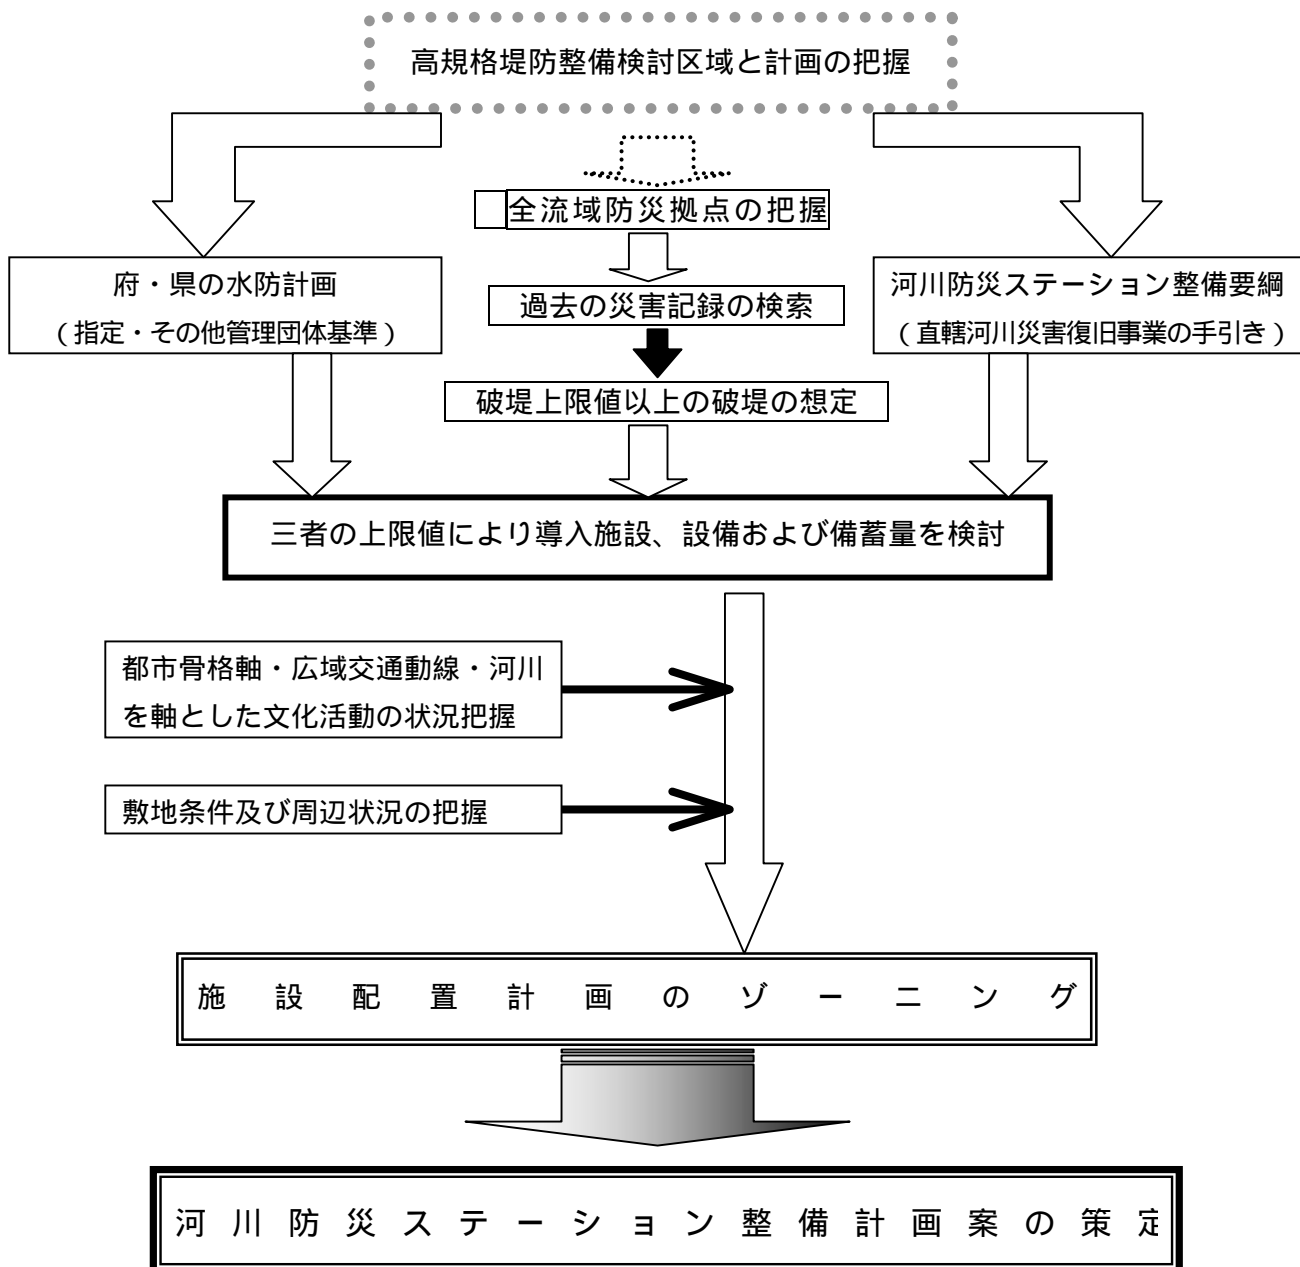 高規格堤防整備検討区域と計画の把握
全流域防災拠点の把握
府・県の水防計画
（指定・その他管理団体基準）
過去の災害記録の検索
河川防災ステーション整備要綱
（直轄河川災害復旧事業の手引き）
破堤上限値以上の破堤の想定
三者の上限値により導入施設、設備および備蓄量を検討
都市骨格軸・広域交通動線・河川
を軸とした文化活動の状況把握
敷地条件及び周辺状況の把握
施設配置計画のゾーニング
河川防災ステーション整備計画案の策定